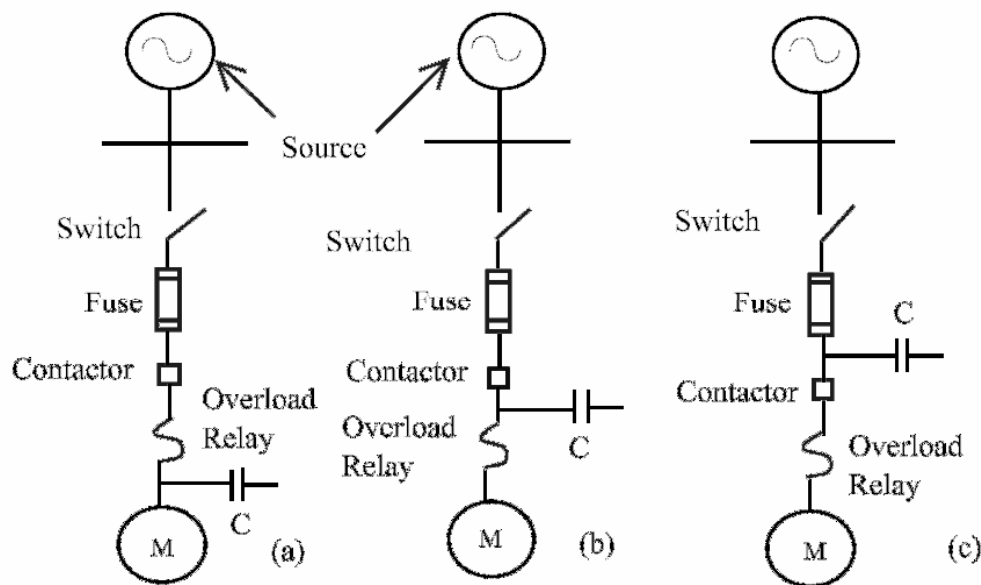 Source
Switch
Fuse
Contactor
Overload
Relay
C
M
(a)
Switch
Fuse
Contactor
Overload
Relay
C
M
(b)
Switch
Fuse
C
Contactor
Overload
Relay
M
(c)